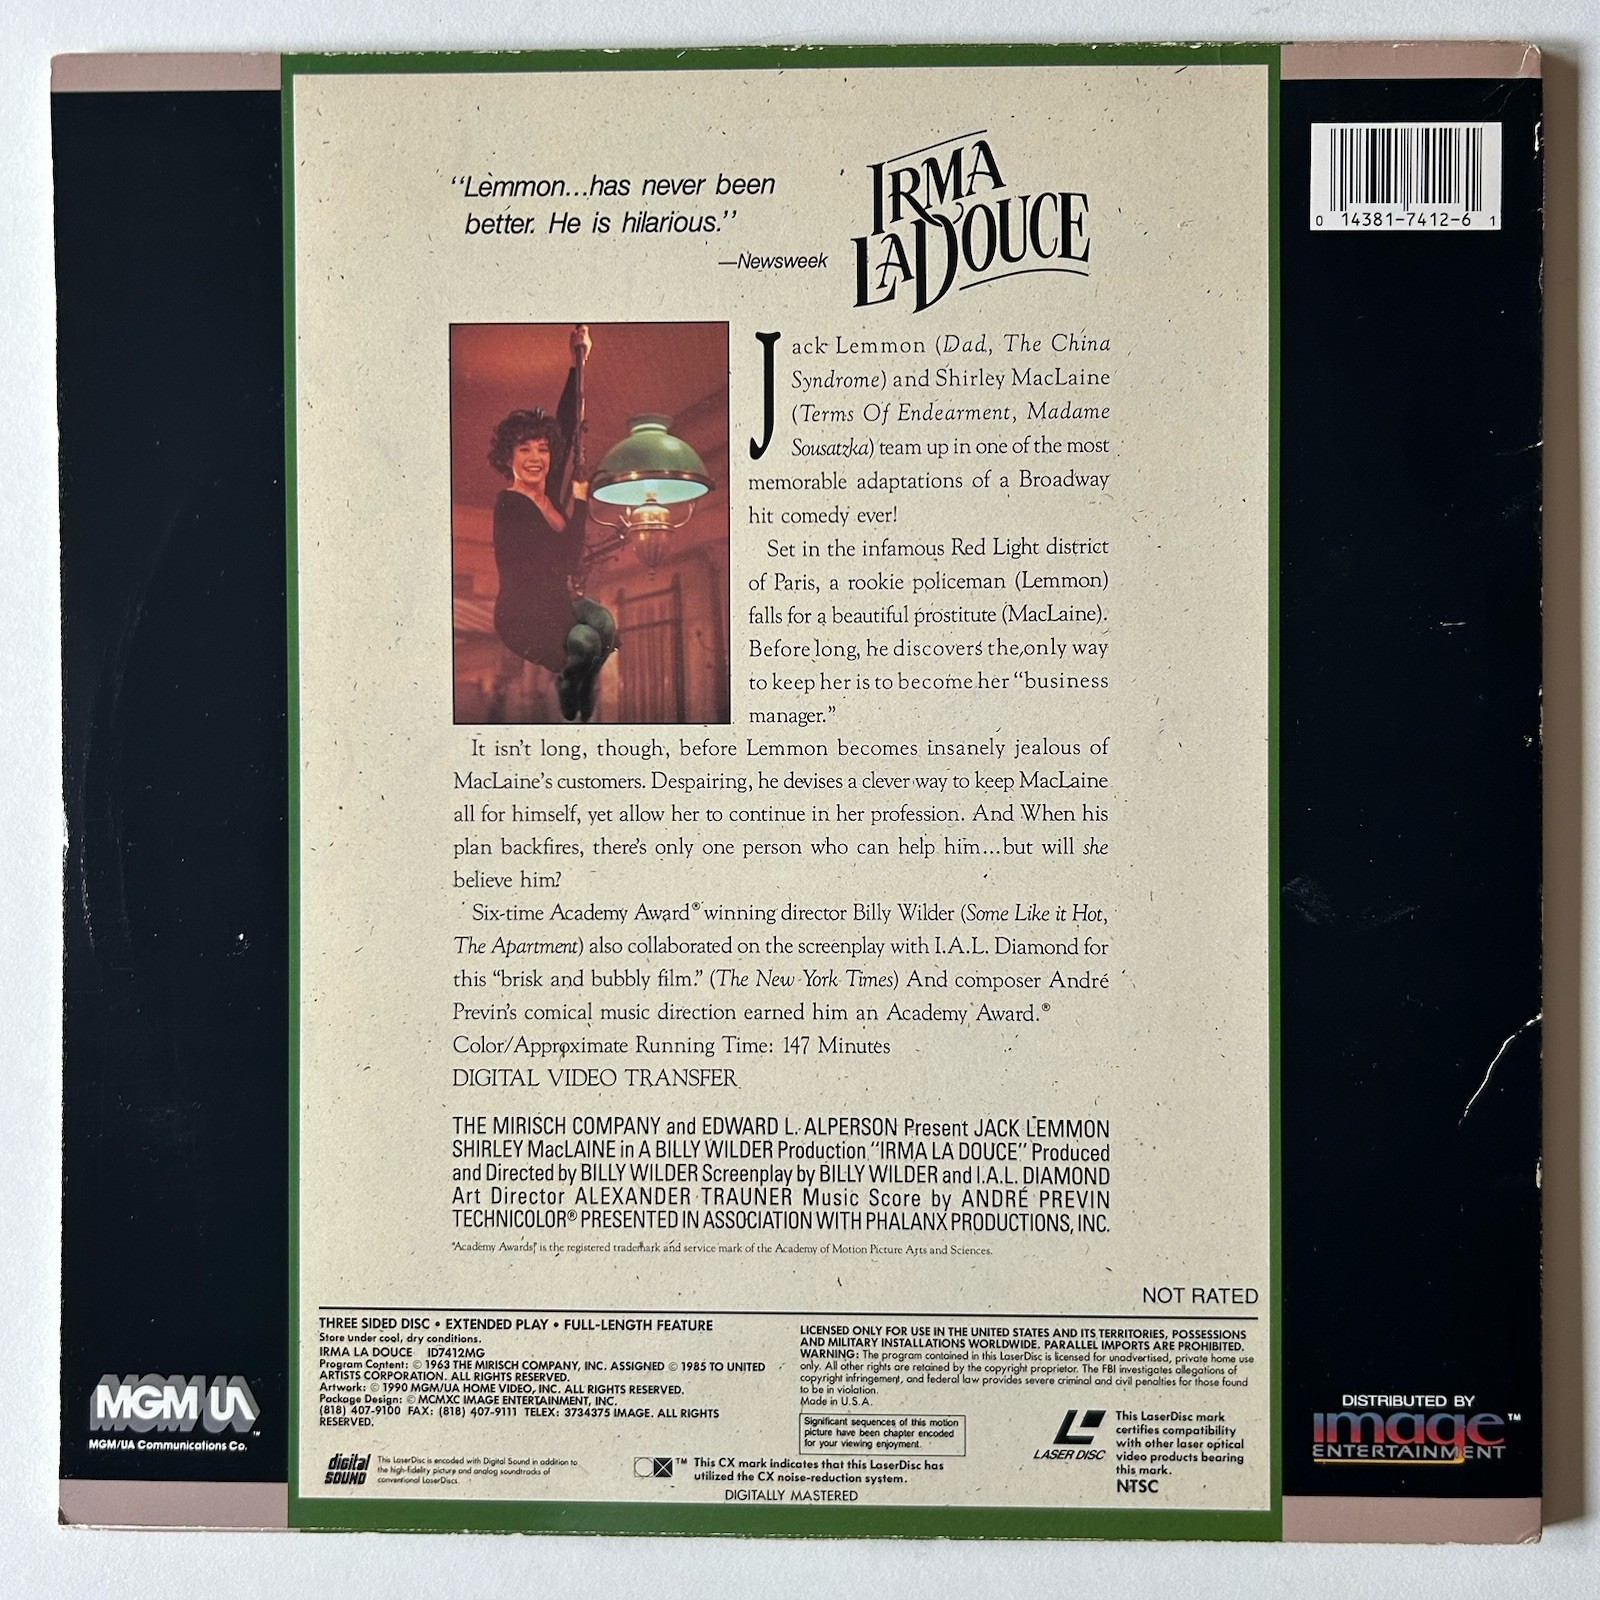 "Lemmon...has never been
better. He is hilarious."
—Newsweek
IRMA
LA DOUCE
0 14381-7412-6 1
Jack Lemmon (Dad, The China
Syndrome) and Shirley MacLaine
(Terms Of Endearment, Madame
Sousatzka) team up in one of the most
memorable adaptations of a Broadway
hit comedy ever!
Set in the infamous Red Light district
of Paris, a rookie policeman (Lemmon)
falls for a beautiful prostitute (MacLaine).
Before long, he discovers the only way
to keep her is to become her "business
manager."
It isn't long, though, before Lemmon becomes insanely jealous of
MacLaine's customers. Despairing, he devises a clever way to keep MacLaine
all for himself, yet allow her to continue in her profession. And When his
plan backfires, there's only one person who can help him...but will she
believe him?
Six-time Academy Award® winning director Billy Wilder (Some Like it Hot,
The Apartment) also collaborated on the screenplay with I.A.L. Diamond for
this "brisk and bubbly film." (The New York Times) And composer André
Previn's comical music direction earned him an Academy Award.®
Color/Approximate Running Time: 147 Minutes
DIGITAL VIDEO TRANSFER
THE MIRISCH COMPANY and EDWARD L. ALPERSON Present JACK LEMMON
SHIRLEY MacLAINE in A BILLY WILDER Production "IRMA LA DOUCE" Produced
and Directed by BILLY WILDER Screenplay by BILLY WILDER and I.A.L. DIAMOND
Art Director ALEXANDER TRAUNER Music Score by ANDRÉ PREVIN
TECHNICOLOR® PRESENTED IN ASSOCIATION WITH PHALANX PRODUCTIONS, INC.
"Academy Awards" is the registered trademark and service mark of the Academy of Motion Picture Arts and Sciences.
NOT RATED
THREE SIDED DISC • EXTENDED PLAY • FULL-LENGTH FEATURE
Store under cool, dry conditions.
IRMA LA DOUCE ID7412MG
Program Content: © 1963 THE MIRISCH COMPANY, INC. ASSIGNED © 1985 TO UNITED
ARTISTS CORPORATION. ALL RIGHTS RESERVED.
Artwork: © 1990 MGM/UA HOME VIDEO, INC. ALL RIGHTS RESERVED.
Package Design: © MCMXC IMAGE ENTERTAINMENT, INC.
(818) 407-9100 FAX: (818) 407-9111 TELEX: 3734375 IMAGE. ALL RIGHTS
RESERVED.
digital
SOUND
This LaserDisc is encoded with Digital Sound in addition to
the high-fidelity picture and analog soundtracks of
conventional LaserDiscs.
LICENSED ONLY FOR USE IN THE UNITED STATES AND ITS TERRITORIES, POSSESSIONS
AND MILITARY INSTALLATIONS WORLDWIDE. PARALLEL IMPORTS ARE PROHIBITED.
WARNING: The program contained in this LaserDisc is licensed for unadvertised, private home use
only. All other rights are retained by the copyright proprietor. The FBI investigates allegations of
copyright infringement, and federal law provides severe criminal and civil penalties for those found
to be in violation.
Made in U.S.A.
Significant sequences of this motion
picture have been chapter encoded
for your viewing enjoyment.
CX™ This CX mark indicates that this LaserDisc has
utilized the CX noise-reduction system.
DIGITALLY MASTERED
LASER DISC
This LaserDisc mark
certifies compatibility
with other laser optical
video products bearing
this mark.
NTSC
MGM UA™
MGM/UA Communications Co.
DISTRIBUTED BY
image™
ENTERTAINMENT